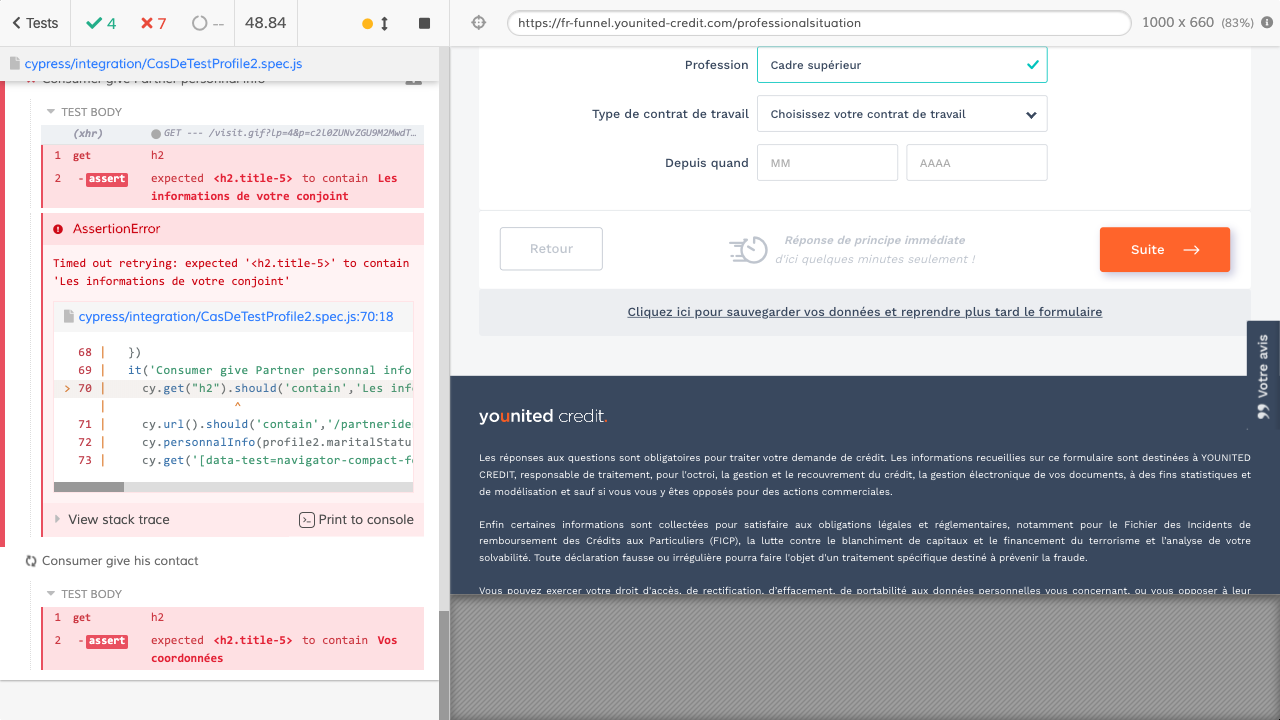 Tests
4
7
--
48.84
https://fr-funnel.younited-credit.com/professionalsituation
1000 x 660 (83%)
cypress/integration/CasDeTestProfile2.spec.js
Consumer give Partner personnal info
TEST BODY
(xhr) GET --- /visit.gif?lp=4&p=c2l0ZUNvZGU9M2MwdT...
1 get h2
2 - assert expected <h2.title-5> to contain Les
informations de votre conjoint
AssertionError
Timed out retrying: expected '<h2.title-5>' to contain
'Les informations de votre conjoint'
cypress/integration/CasDeTestProfile2.spec.js:70:18
68 | })
69 | it('Consumer give Partner personnal info
> 70 | cy.get("h2").should('contain','Les inf
| ^
71 | cy.url().should('contain','/partneride
72 | cy.personnalInfo(profile2.maritalStatu
73 | cy.get('[data-test=navigator-compact-fo
View stack trace
Print to console
Consumer give his contact
TEST BODY
1 get h2
2 - assert expected <h2.title-5> to contain Vos
coordonnées
Profession Cadre supérieur
Type de contrat de travail Choisissez votre contrat de travail
Depuis quand MM AAAA
Retour
Réponse de principe immédiate
d'ici quelques minutes seulement !
Suite
Cliquez ici pour sauvegarder vos données et reprendre plus tard le formulaire
Votre avis
younited credit.
Les réponses aux questions sont obligatoires pour traiter votre demande de crédit. Les informations recueillies sur ce formulaire sont destinées à YOUNITED
CREDIT, responsable de traitement, pour l'octroi, la gestion et le recouvrement du crédit, la gestion électronique de vos documents, à des fins statistiques et
de modélisation et sauf si vous vous y êtes opposés pour des actions commerciales.
Enfin certaines informations sont collectées pour satisfaire aux obligations légales et réglementaires, notamment pour le Fichier des Incidents de
remboursement des Crédits aux Particuliers (FICP), la lutte contre le blanchiment de capitaux et le financement du terrorisme et l'analyse de votre
solvabilité. Toute déclaration fausse ou irrégulière pourra faire l'objet d'un traitement spécifique destiné à prévenir la fraude.
Vous pouvez exercer votre droit d'accès, de rectification, d'effacement, de portabilité aux données personnelles vous concernant, ou vous opposer à leur